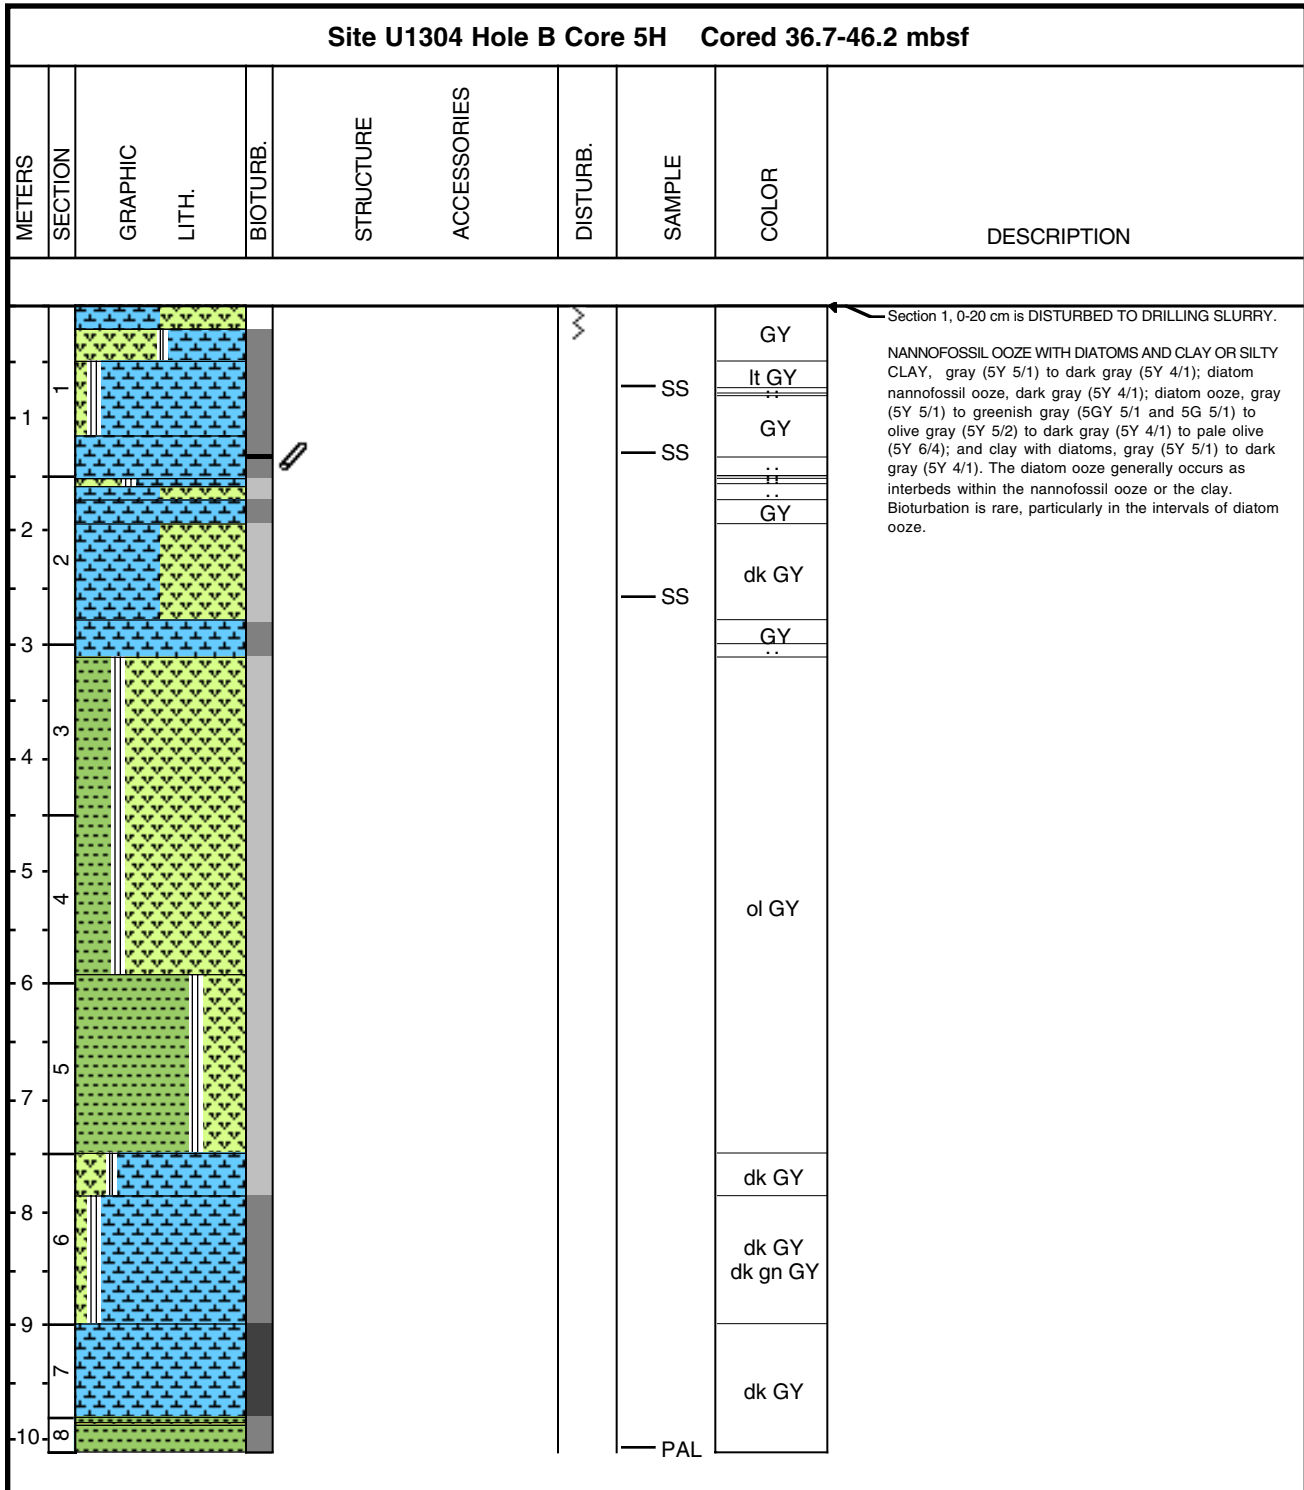 Site U1304 Hole B Core 5H Cored 36.7-46.2 mbsf
METERS
SECTION
GRAPHIC
LITH.
BIOTURB.
STRUCTURE
ACCESSORIES
DISTURB.
SAMPLE
COLOR
DESCRIPTION
Section 1, 0-20 cm is DISTURBED TO DRILLING SLURRY.
NANNOFOSSIL OOZE WITH DIATOMS AND CLAY OR SILTY
CLAY, gray (5Y 5/1) to dark gray (5Y 4/1); diatom
nannofossil ooze, dark gray (5Y 4/1); diatom ooze, gray
(5Y 5/1) to greenish gray (5GY 5/1 and 5G 5/1) to
olive gray (5Y 5/2) to dark gray (5Y 4/1) to pale olive
(5Y 6/4); and clay with diatoms, gray (5Y 5/1) to dark
gray (5Y 4/1). The diatom ooze generally occurs as
interbeds within the nannofossil ooze or the clay.
Bioturbation is rare, particularly in the intervals of diatom
ooze.
GY
lt GY
1
SS
1
GY
SS
GY
2
2
dk GY
SS
3
GY
3
4
5
4
ol GY
6
5
7
dk GY
8
6
dk GY
dk gn GY
9
7
dk GY
10
8
PAL